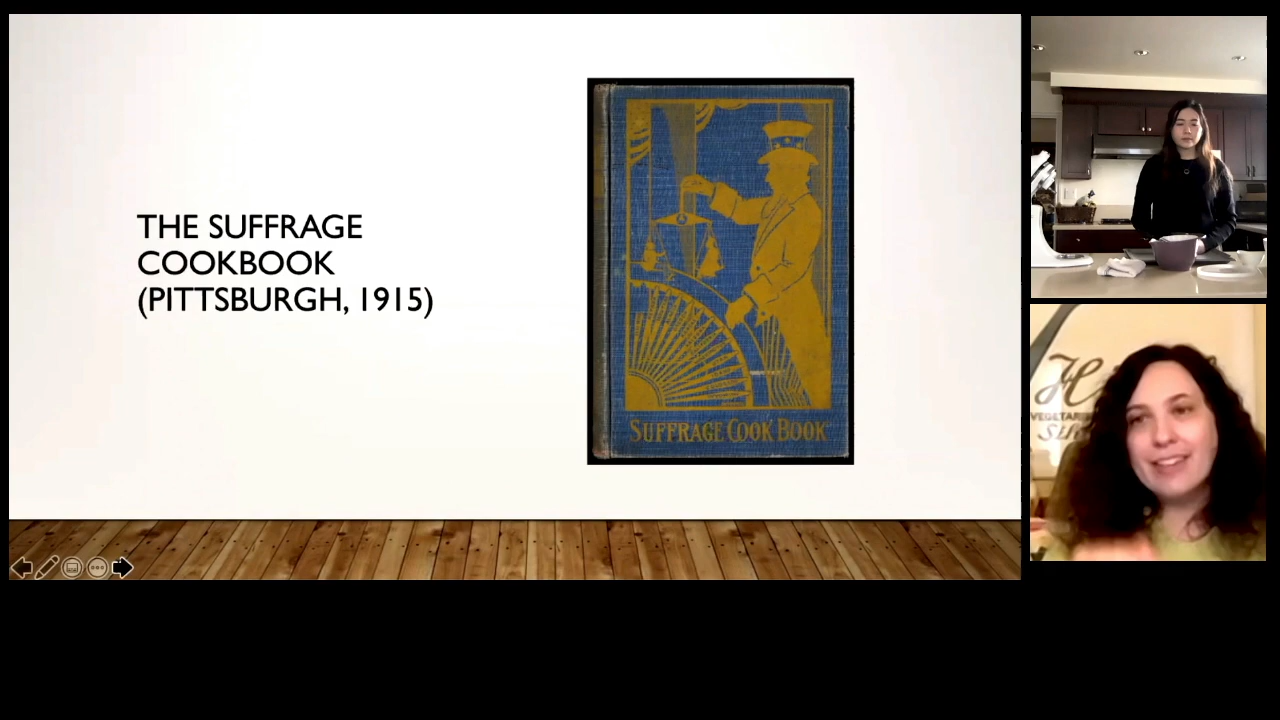 THE SUFFRAGE
COOKBOOK
(PITTSBURGH, 1915)
SUFFRAGE COOK BOOK